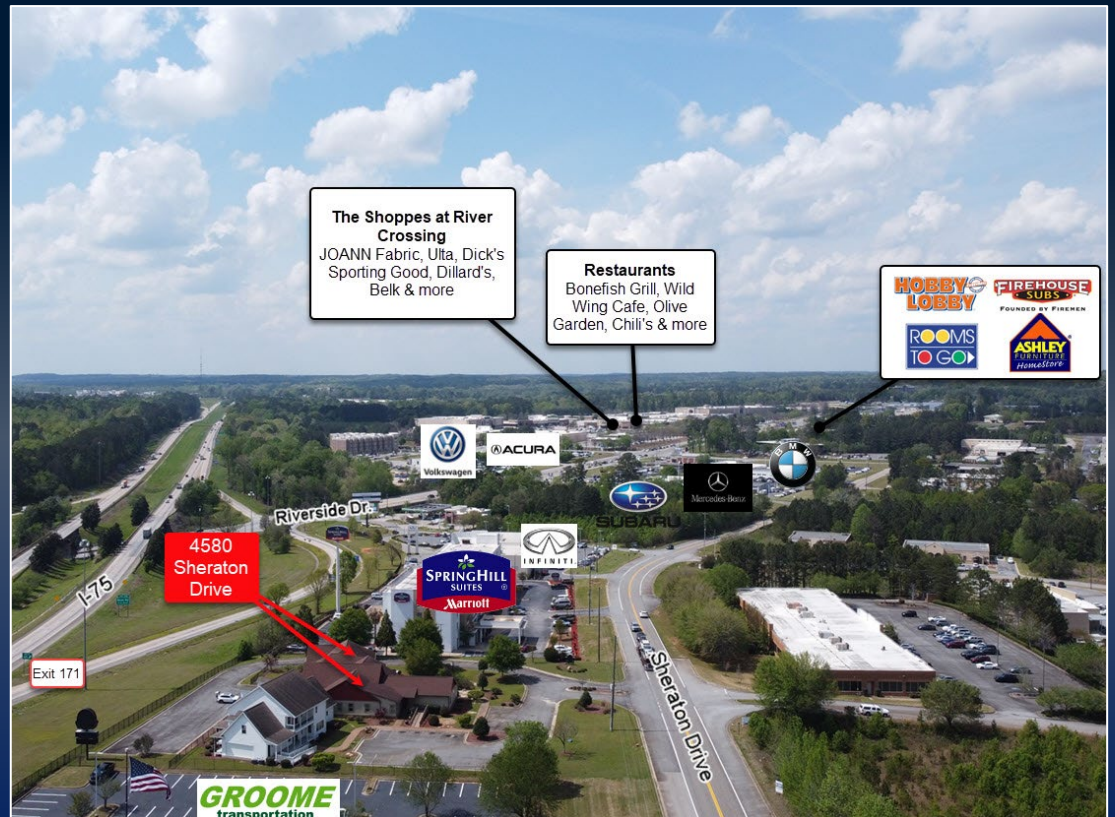 The Shoppes at River
Crossing
JOANN Fabric, Ulta, Dick's
Sporting Good, Dillard's,
Belk & more
Restaurants
Bonefish Grill, Wild
Wing Cafe, Olive
Garden, Chili's & more
HOBBY LOBBY
FIREHOUSE
SUBS
FOUNDED BY FIREMEN
ROOMS
TO GO
ASHLEY
FURNITURE
HomeStore
Volkswagen
ACURA
SUBARU
Mercedes-Benz
BMW
Riverside Dr.
INFINITI
4580
Sheraton
Drive
SPRINGHILL
SUITES
Marriott
I-75
Exit 171
Sheraton Drive
GROOME
transportation